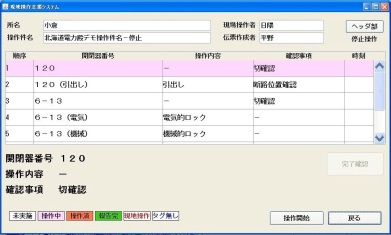 現地操作支援システム
所名 小倉 現場操作者 日隈 ヘッダ部
操作件名 北海道電力殿デモ操作件名-停止 伝票作成者 平野 停止操作
順序 開閉器番号 操作内容 確認事項 時刻
1 120 - 切確認
2 120（引出し） 引出し 断路位置確認
3 6-13 - 切確認
4 6-13（電気） 電気的ロック -
5 6-13（機械） 機械的ロック -
開閉器番号 120
操作内容 -
確認事項 切確認
完了確認
未実施 操作中 操作済 報告完 現地操作 タグ無し
操作開始 戻る